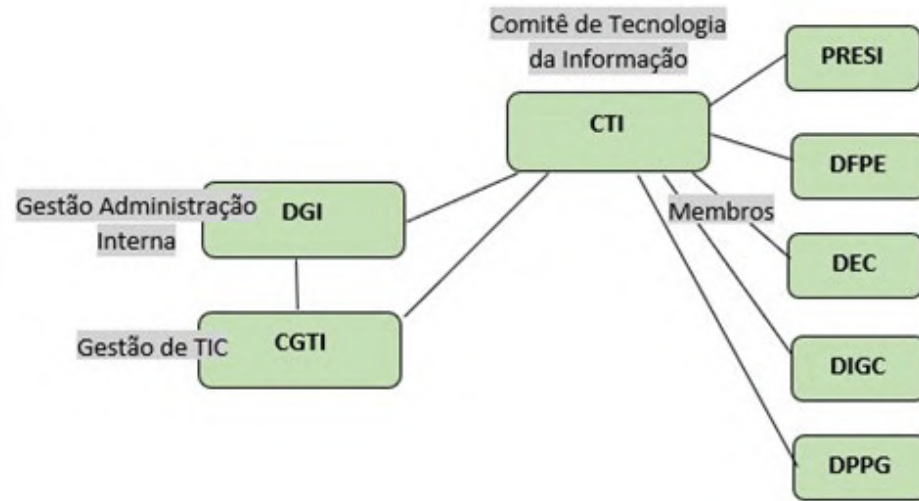 Comitê de Tecnologia
da Informação
CTI
PRESI
DFPE
DEC
DIGC
DPPG
Membros
Gestão Administração
Interna
DGI
Gestão de TIC
CGTI